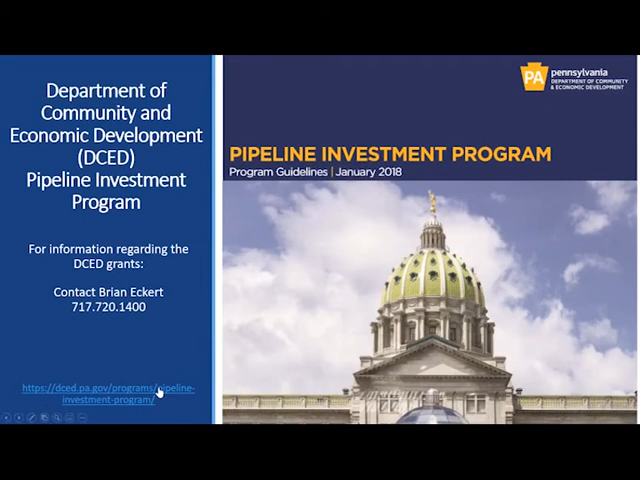 Department of
Community and
Economic Development
(DCED)
Pipeline Investment
Program
For information regarding the
DCED grants:
Contact Brian Eckert
717.720.1400
https://dced.pa.gov/programs/pipeline-
investment-program/
PA
pennsylvania
DEPARTMENT OF COMMUNITY
& ECONOMIC DEVELOPMENT
PIPELINE INVESTMENT PROGRAM
Program Guidelines | January 2018